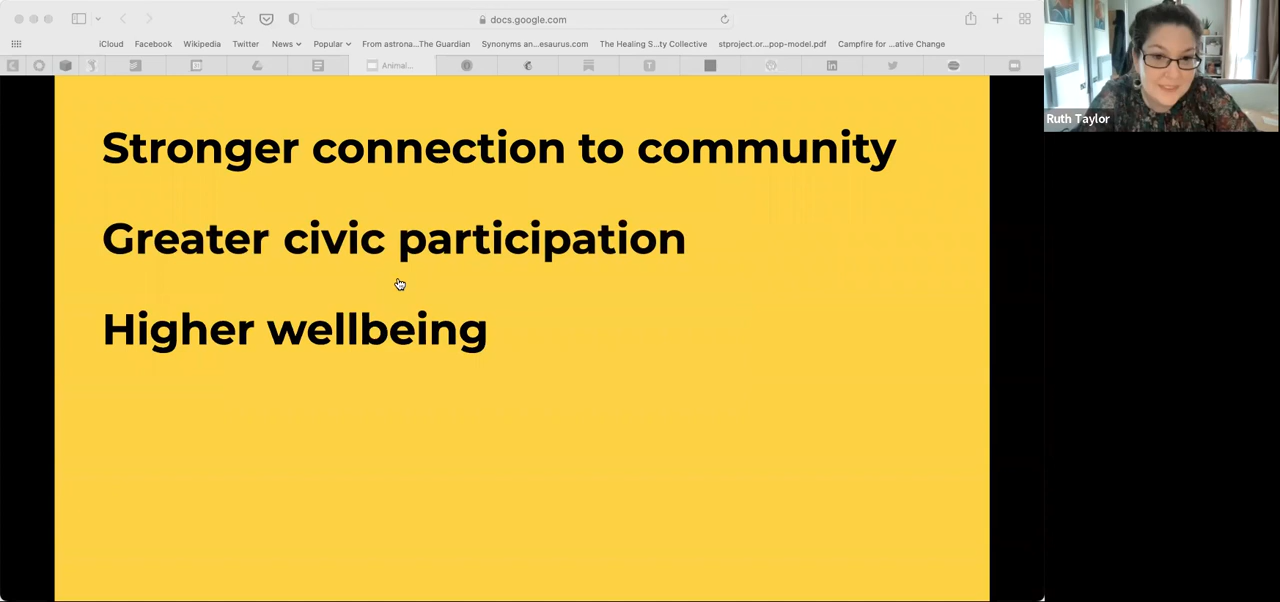 docs.google.com
iCloud Facebook Wikipedia Twitter News Popular From astrona...The Guardian Synonyms an...esaurus.com The Healing S...ty Collective stproject.or...pop-model.pdf Campfire for ...ative Change
Animal...
Stronger connection to community
Greater civic participation
Higher wellbeing
Ruth Taylor